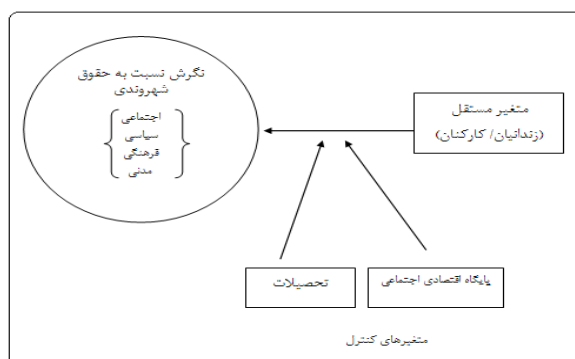 نگرش نسبت به حقوق
شهروندی
اجتماعی
سیاسی
فرهنگی
مدنی
متغیر مستقل
(زندانیان/ کارکنان)
تحصیلات
پایگاه اقتصادی اجتماعی
متغیرهای کنترل